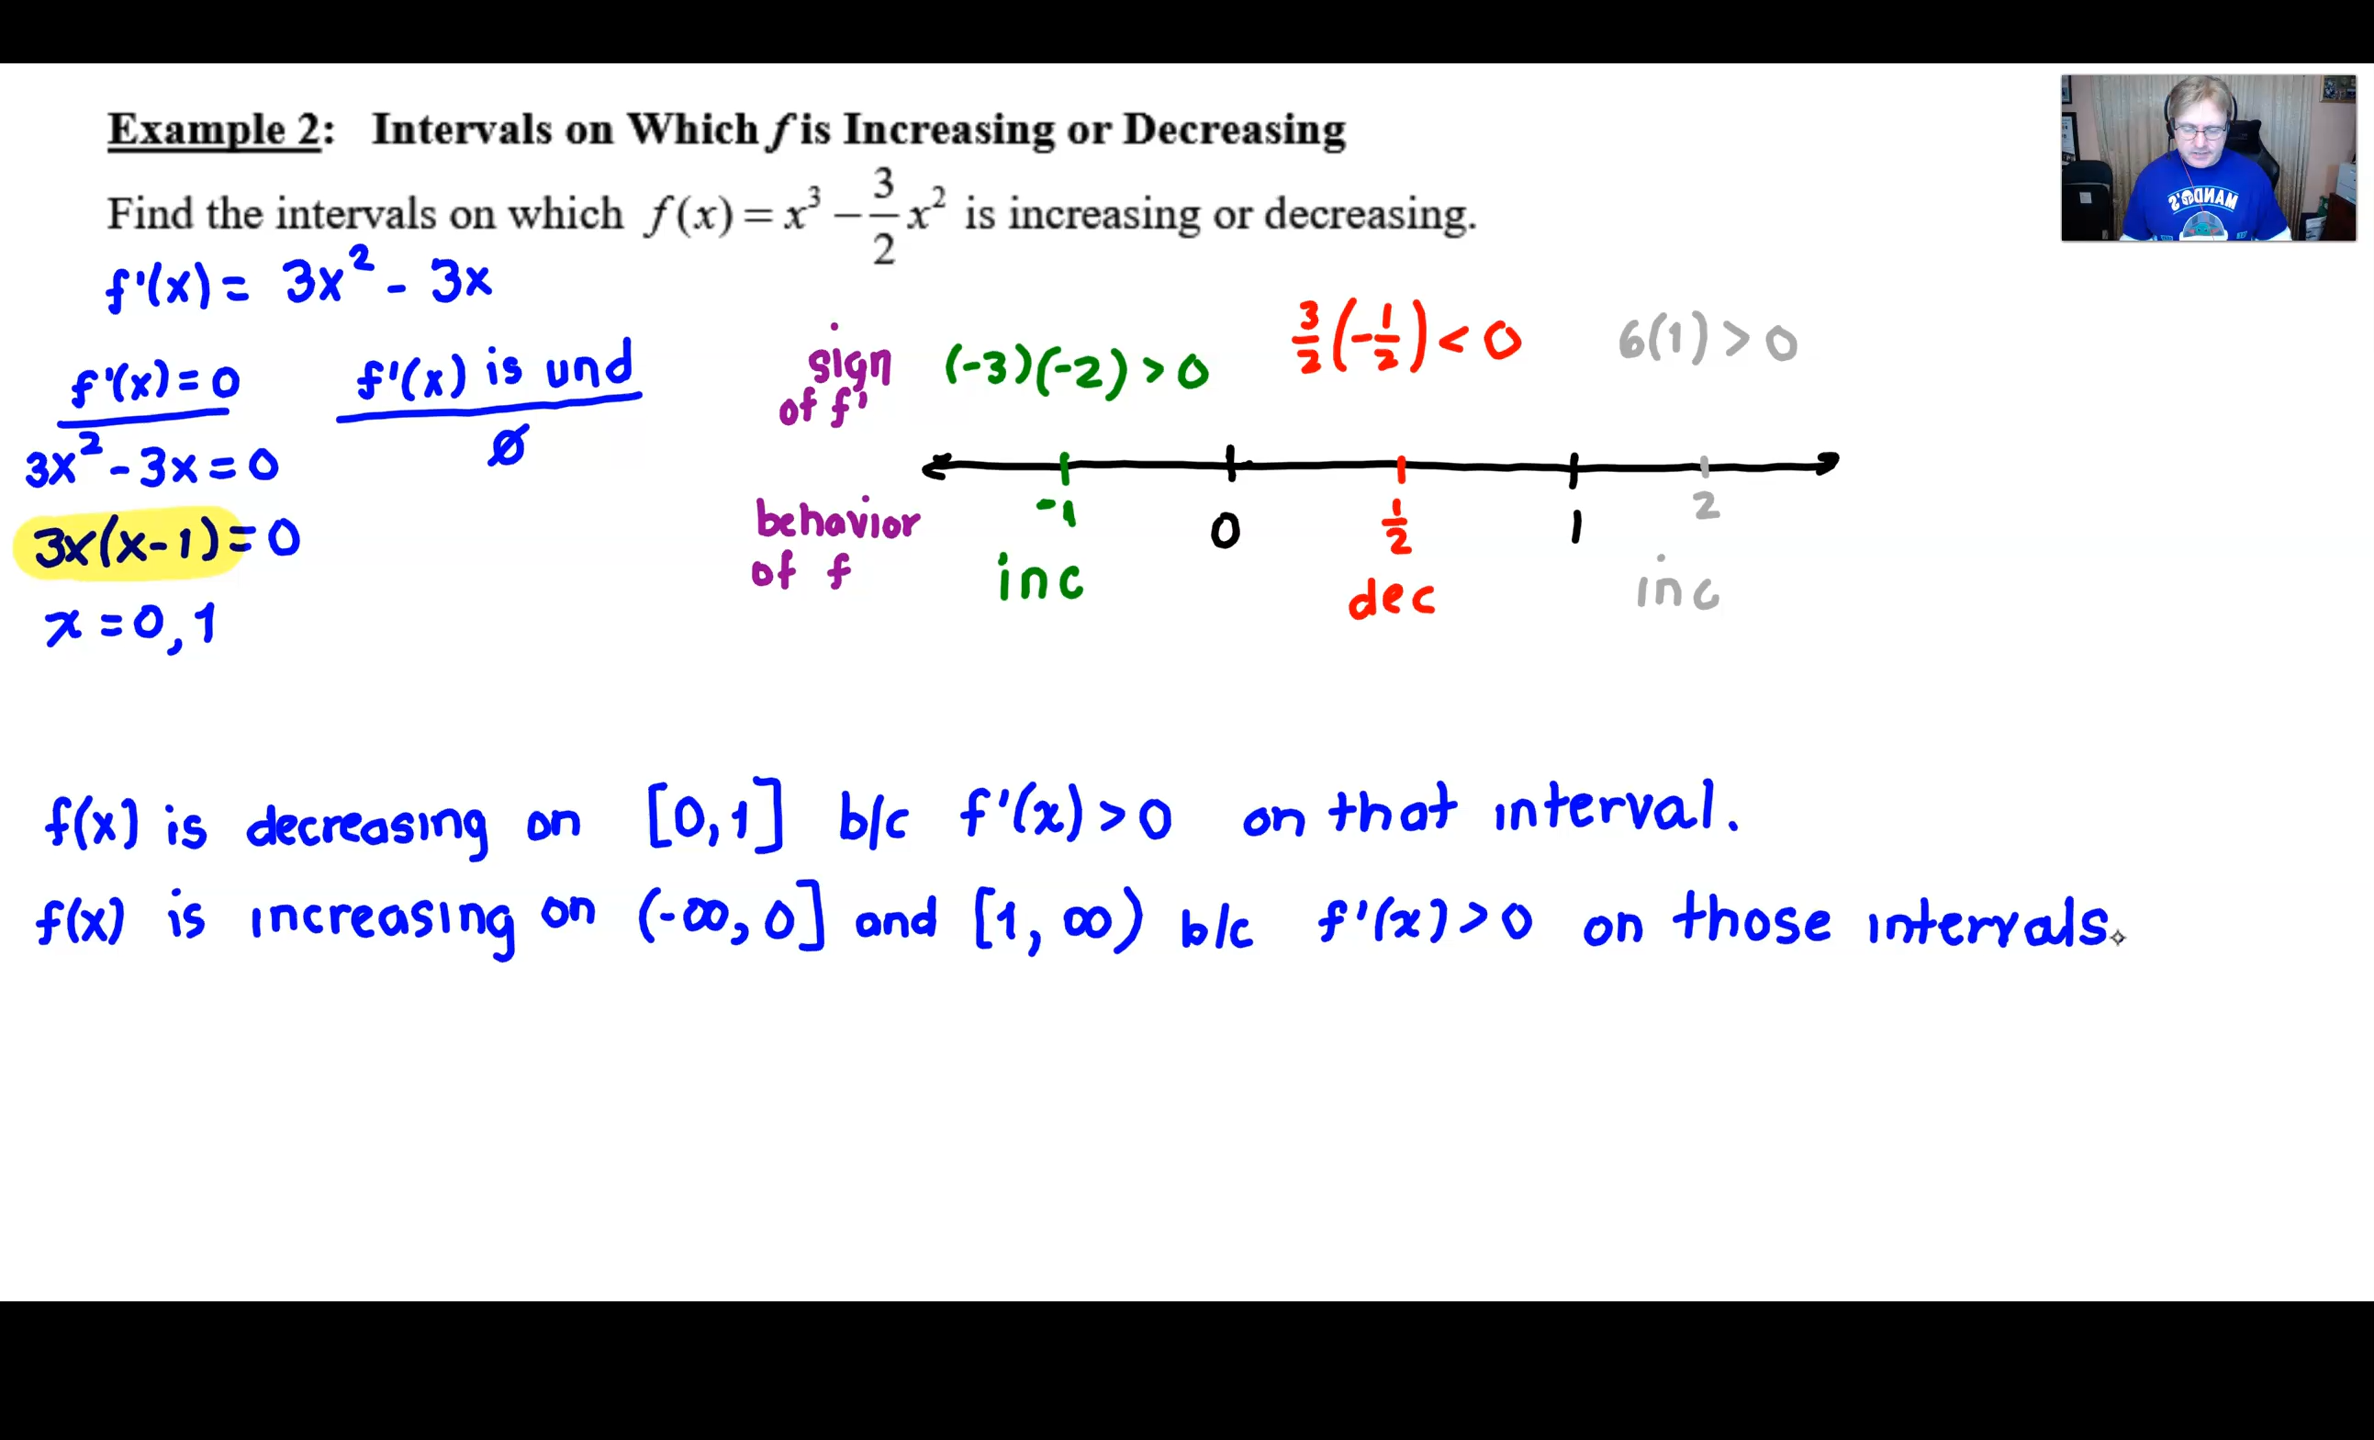 Example 2: Intervals on Which f is Increasing or Decreasing
Find the intervals on which f(x) = x³ − 3/2 x² is increasing or decreasing.
f'(x) = 3x² - 3x
f'(x) = 0
3x² - 3x = 0
3x(x-1) = 0
x = 0, 1
f'(x) is und
∅
sign
of f'
(-3)(-2) > 0
3/2(-1/2) < 0
6(1) > 0
-1
0
1/2
1
2
behavior
of f
inc
dec
inc
f(x) is decreasing on [0,1] b/c f'(x) > 0 on that interval.
f(x) is increasing on (-∞, 0] and [1, ∞) b/c f'(x) > 0 on those intervals.
MANDO'S